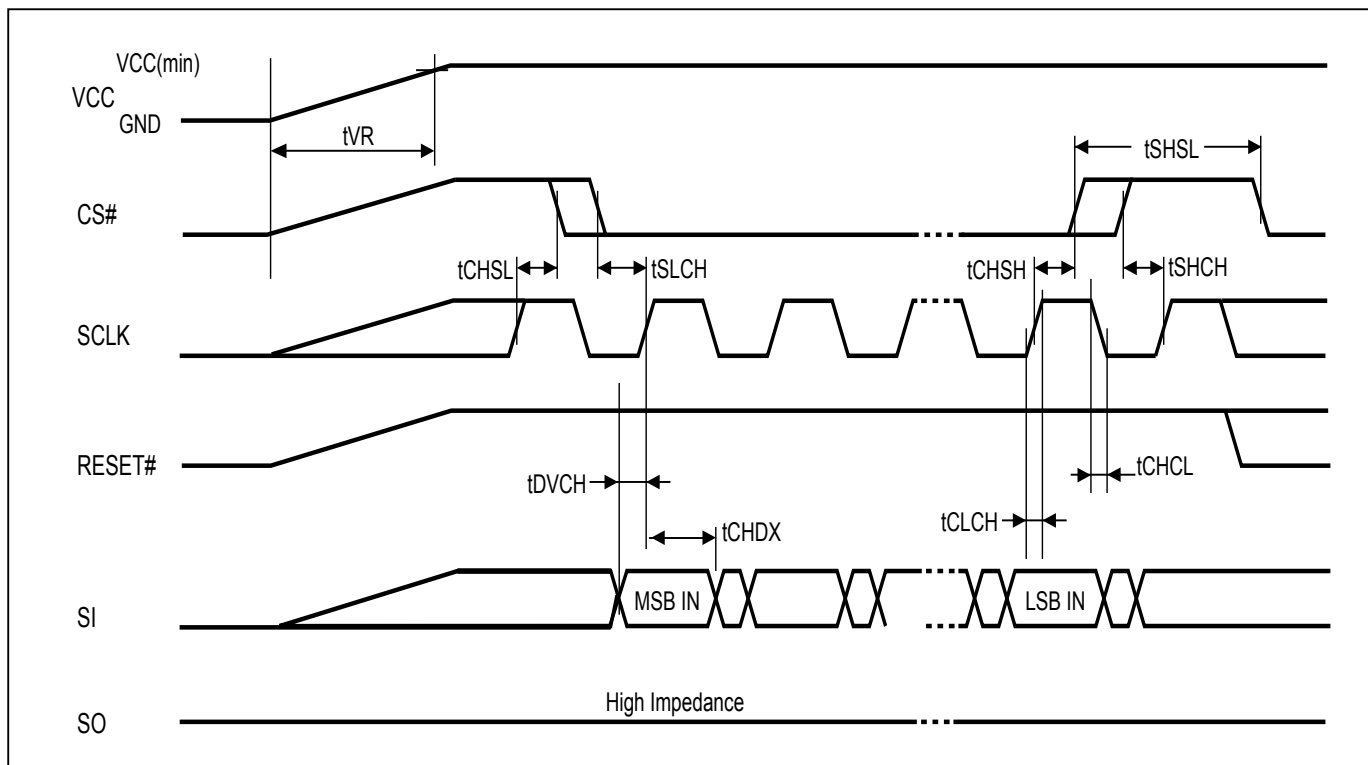 VCC(min)
VCC
GND
tVR
tSHSL
CS#
tCHSL
tSLCH
tCHSH
tSHCH
SCLK
RESET#
tDVCH
tCHCL
tCLCH
tCHDX
SI
MSB IN
LSB IN
High Impedance
SO